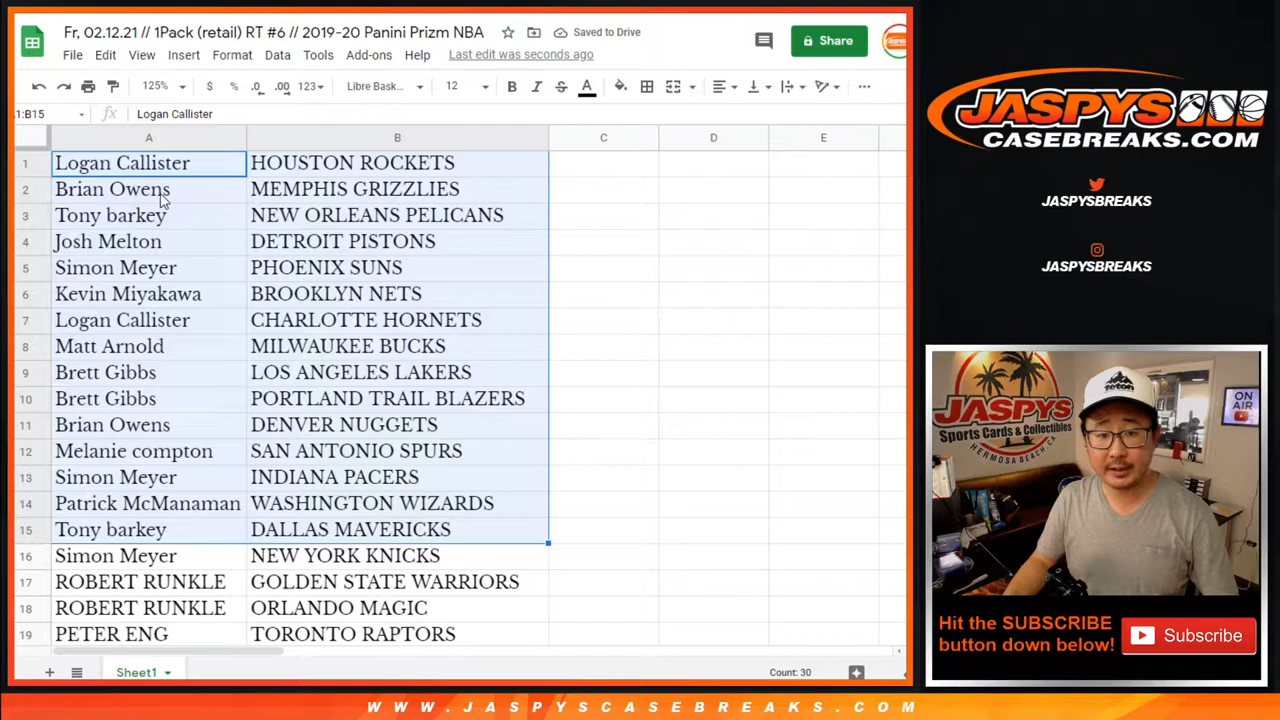 Fr, 02.12.21 // 1Pack (retail) RT #6 // 2019-20 Panini Prizm NBA
Saved to Drive
File Edit View Insert Format Data Tools Add-ons Help Last edit was seconds ago
Share
125% $ % .0 .00 123 Libre Bask... 12 B I S A
1:B15 fx Logan Callister
A B C D E
1 Logan Callister HOUSTON ROCKETS
2 Brian Owens MEMPHIS GRIZZLIES
3 Tony barkey NEW ORLEANS PELICANS
4 Josh Melton DETROIT PISTONS
5 Simon Meyer PHOENIX SUNS
6 Kevin Miyakawa BROOKLYN NETS
7 Logan Callister CHARLOTTE HORNETS
8 Matt Arnold MILWAUKEE BUCKS
9 Brett Gibbs LOS ANGELES LAKERS
10 Brett Gibbs PORTLAND TRAIL BLAZERS
11 Brian Owens DENVER NUGGETS
12 Melanie compton SAN ANTONIO SPURS
13 Simon Meyer INDIANA PACERS
14 Patrick McManaman WASHINGTON WIZARDS
15 Tony barkey DALLAS MAVERICKS
16 Simon Meyer NEW YORK KNICKS
17 ROBERT RUNKLE GOLDEN STATE WARRIORS
18 ROBERT RUNKLE ORLANDO MAGIC
19 PETER ENG TORONTO RAPTORS
Sheet1
Count: 30
JASPYS
CASEBREAKS.COM
JASPYSBREAKS
JASPYSBREAKS
JASPYS
Sports Cards & Collectibles
HERMOSA BEACH, CA
TETON
ON
AIR
Hit the SUBSCRIBE
button down below!
Subscribe
WWW.JASPYSCASEBREAKS.COM